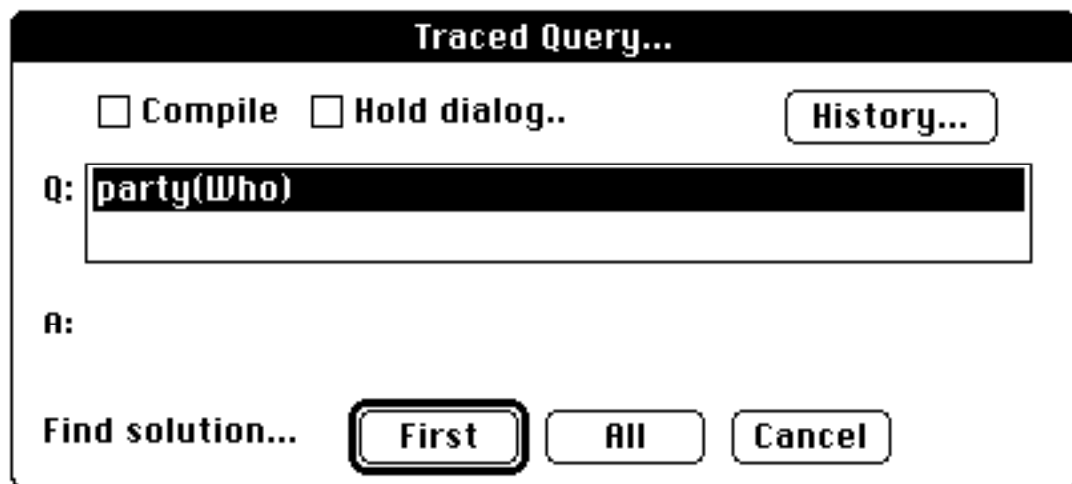 Traced Query...
Compile Hold dialog.. History...
Q: party(Who)
A:
Find solution... First All Cancel